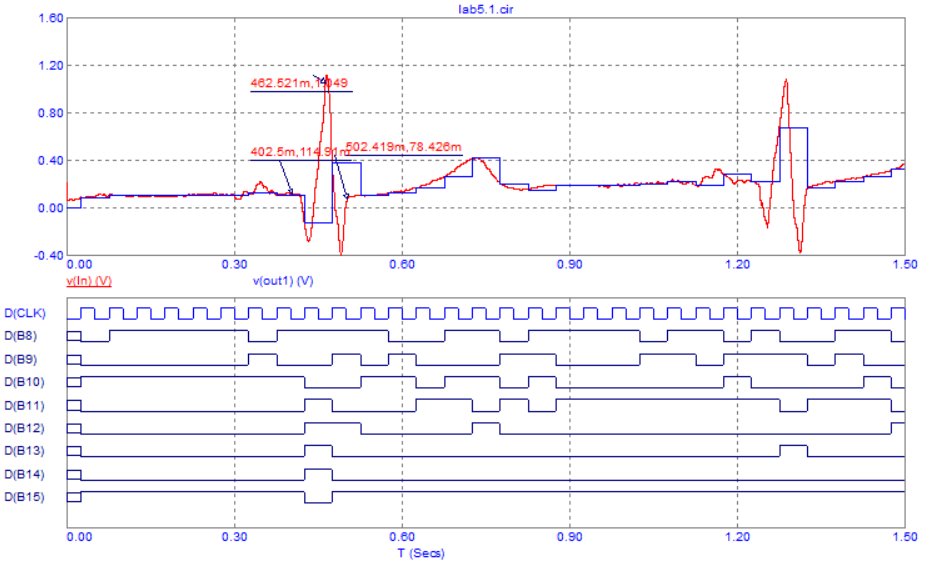 lab5.1.cir
1.60
1.20
0.80
0.40
0.00
-0.40
462.521m,1.049
402.5m,114.91m
502.419m,78.426m
0.00 0.30 0.60 0.90 1.20 1.50
v(In) (V) v(out1) (V)
D(CLK)
D(B8)
D(B9)
D(B10)
D(B11)
D(B12)
D(B13)
D(B14)
D(B15)
0.00 0.30 0.60 0.90 1.20 1.50
T (Secs)